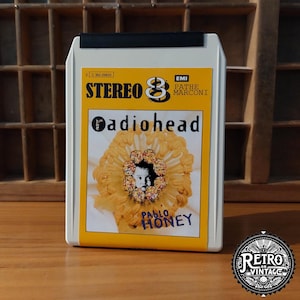 STEREO 8
EMI
PATHE
MARCONI
radiohead
PABLO
HONEY
RETRO
VINTAGE